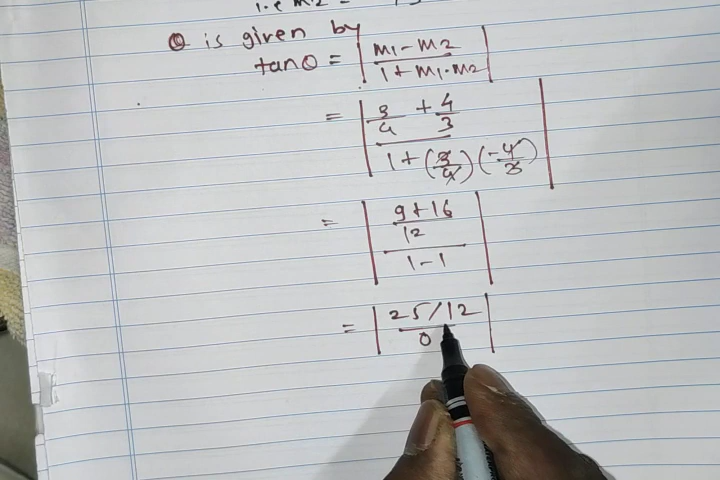 i.e m2 =
θ is given by
tanθ = | m1 - m2 / 1 + m1.m2 |
= | 3/4 + 4/3 / 1 + (3/4) (-4/3) |
= | 9+16 / 12 / 1-1 |
= | 25/12 / 0 |